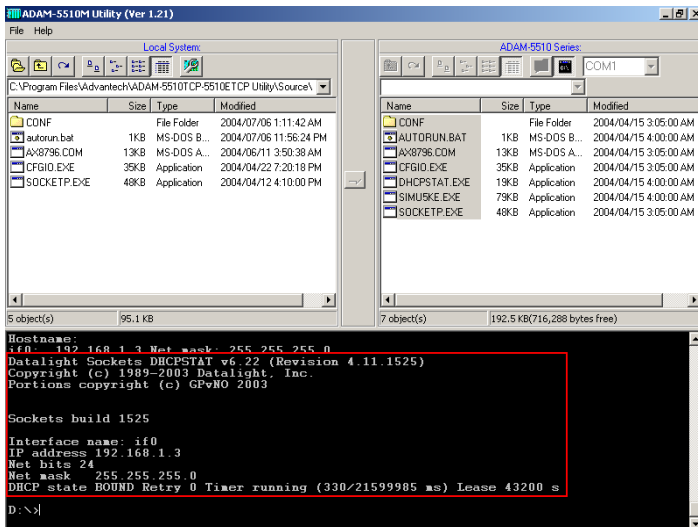 ADAM-5510M Utility (Ver 1.21)
File Help
Local System:
C:\Program Files\Advantech\ADAM-5510TCP-5510ETCP Utility\Source\
Name Size Type Modified
CONF File Folder 2004/07/06 1:11:42 AM
autorun.bat 1KB MS-DOS B... 2004/07/06 11:56:24 PM
AX8796.COM 13KB MS-DOS A... 2004/06/11 3:50:38 AM
CFGIO.EXE 35KB Application 2004/04/22 7:20:18 PM
SOCKETP.EXE 48KB Application 2004/04/12 4:10:00 PM
5 object(s) 95.1 KB
ADAM-5510 Series:
COM1
Name Size Type Modified
CONF File Folder 2004/04/15 3:05:00 AM
AUTORUN.BAT 1KB MS-DOS B... 2004/04/15 4:00:00 AM
AX8796.COM 13KB MS-DOS A... 2004/04/15 3:05:00 AM
CFGIO.EXE 35KB Application 2004/04/15 3:05:00 AM
DHCPSTAT.EXE 19KB Application 2004/04/15 4:00:00 AM
SIMU5KE.EXE 79KB Application 2004/04/15 4:00:00 AM
SOCKETP.EXE 48KB Application 2004/04/15 3:05:00 AM
7 object(s) 192.5 KB(716,288 bytes free)
Hostname:
if0: 192.168.1.3 Net mask: 255.255.255.0
Datalight Sockets DHCPSTAT v6.22 (Revision 4.11.1525)
Copyright (c) 1989-2003 Datalight, Inc.
Portions copyright (c) GPvNO 2003
Sockets build 1525
Interface name: if0
IP address 192.168.1.3
Net bits 24
Net mask 255.255.255.0
DHCP state BOUND Retry 0 Timer running (330/21599985 ms) Lease 43200 s
D:\>